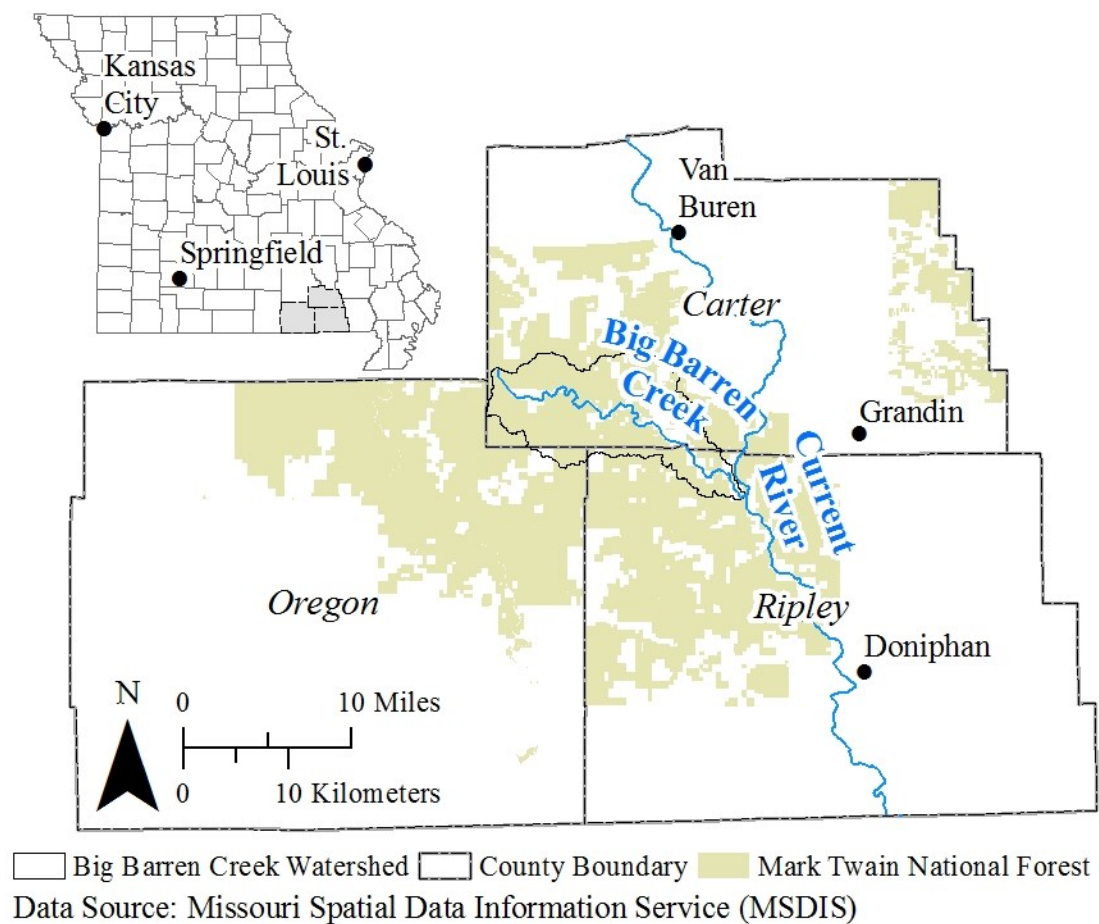 Kansas
City
St.
Louis
Springfield
Van
Buren
Carter
Big Barren
Creek
Grandin
Current
River
Oregon
Ripley
Doniphan
N
0 10 Miles
0 10 Kilometers
Big Barren Creek Watershed County Boundary Mark Twain National Forest
Data Source: Missouri Spatial Data Information Service (MSDIS)